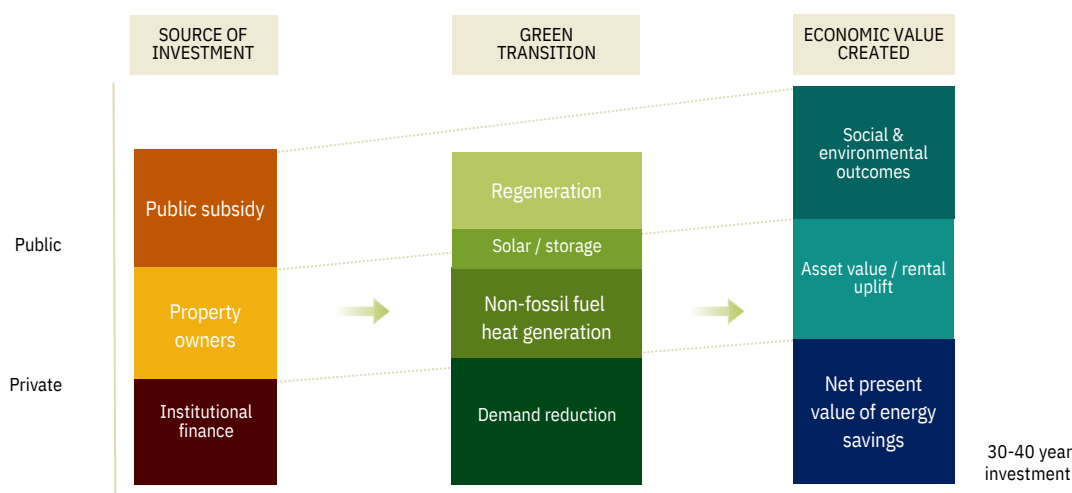 SOURCE OF
INVESTMENT
GREEN
TRANSITION
ECONOMIC VALUE
CREATED
Public
Private
Public subsidy
Property
owners
Institutional
finance
Regeneration
Solar / storage
Non-fossil fuel
heat generation
Demand reduction
Social &
environmental
outcomes
Asset value / rental
uplift
Net present
value of energy
savings
30-40 year
investment